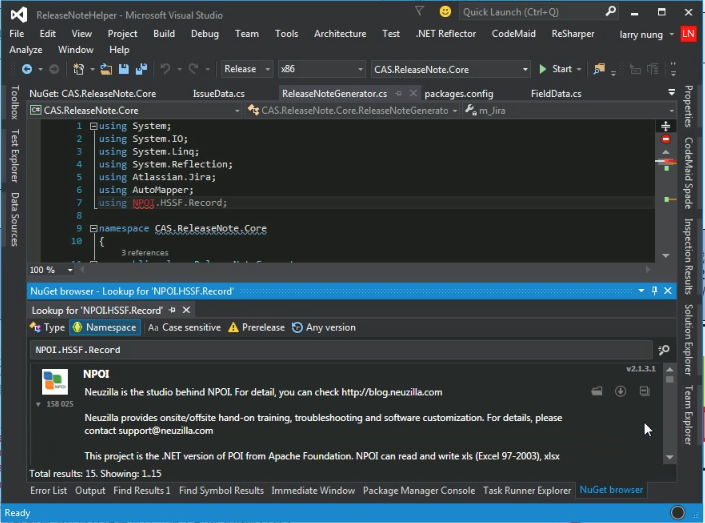 ReleaseNoteHelper - Microsoft Visual Studio
Quick Launch (Ctrl+Q)
File Edit View Project Build Debug Team Tools Architecture Test .NET Reflector CodeMaid ReSharper larry nung LN
Analyze Window Help
Release x86 CAS.ReleaseNote.Core Start
NuGet: CAS.ReleaseNote.Core IssueData.cs ReleaseNoteGenerator.cs packages.config FieldData.cs
CAS.ReleaseNote.Core CAS.ReleaseNote.Core.ReleaseNoteGenerato m_Jira
Toolbox
Test Explorer
Data Sources
1 using System;
2 using System.IO;
3 using System.Linq;
4 using System.Reflection;
5 using Atlassian.Jira;
6 using AutoMapper;
7 using NPOI.HSSF.Record;
8
9 namespace CAS.ReleaseNote.Core
10 {
3 references
100 %
Properties
CodeMaid Spade
Inspection Results
Solution Explorer
Team Explorer
NuGet browser - Lookup for 'NPOI.HSSF.Record'
Lookup for 'NPOI.HSSF.Record'
Type Namespace Aa Case sensitive Prerelease Any version
NPOI.HSSF.Record
NPOI v2.1.3.1
NPOI
158 025
Neuzilla is the studio behind NPOI. For detail, you can check http://blog.neuzilla.com
Neuzilla provides onsite/offsite hand-on training, troubleshooting and software customization. For details, please
contact support@neuzilla.com
This project is the .NET version of POI from Apache Foundation. NPOI can read and write xls (Excel 97-2003), xlsx
Total results: 15. Showing: 1..15
Error List Output Find Results 1 Find Symbol Results Immediate Window Package Manager Console Task Runner Explorer NuGet browser
Ready